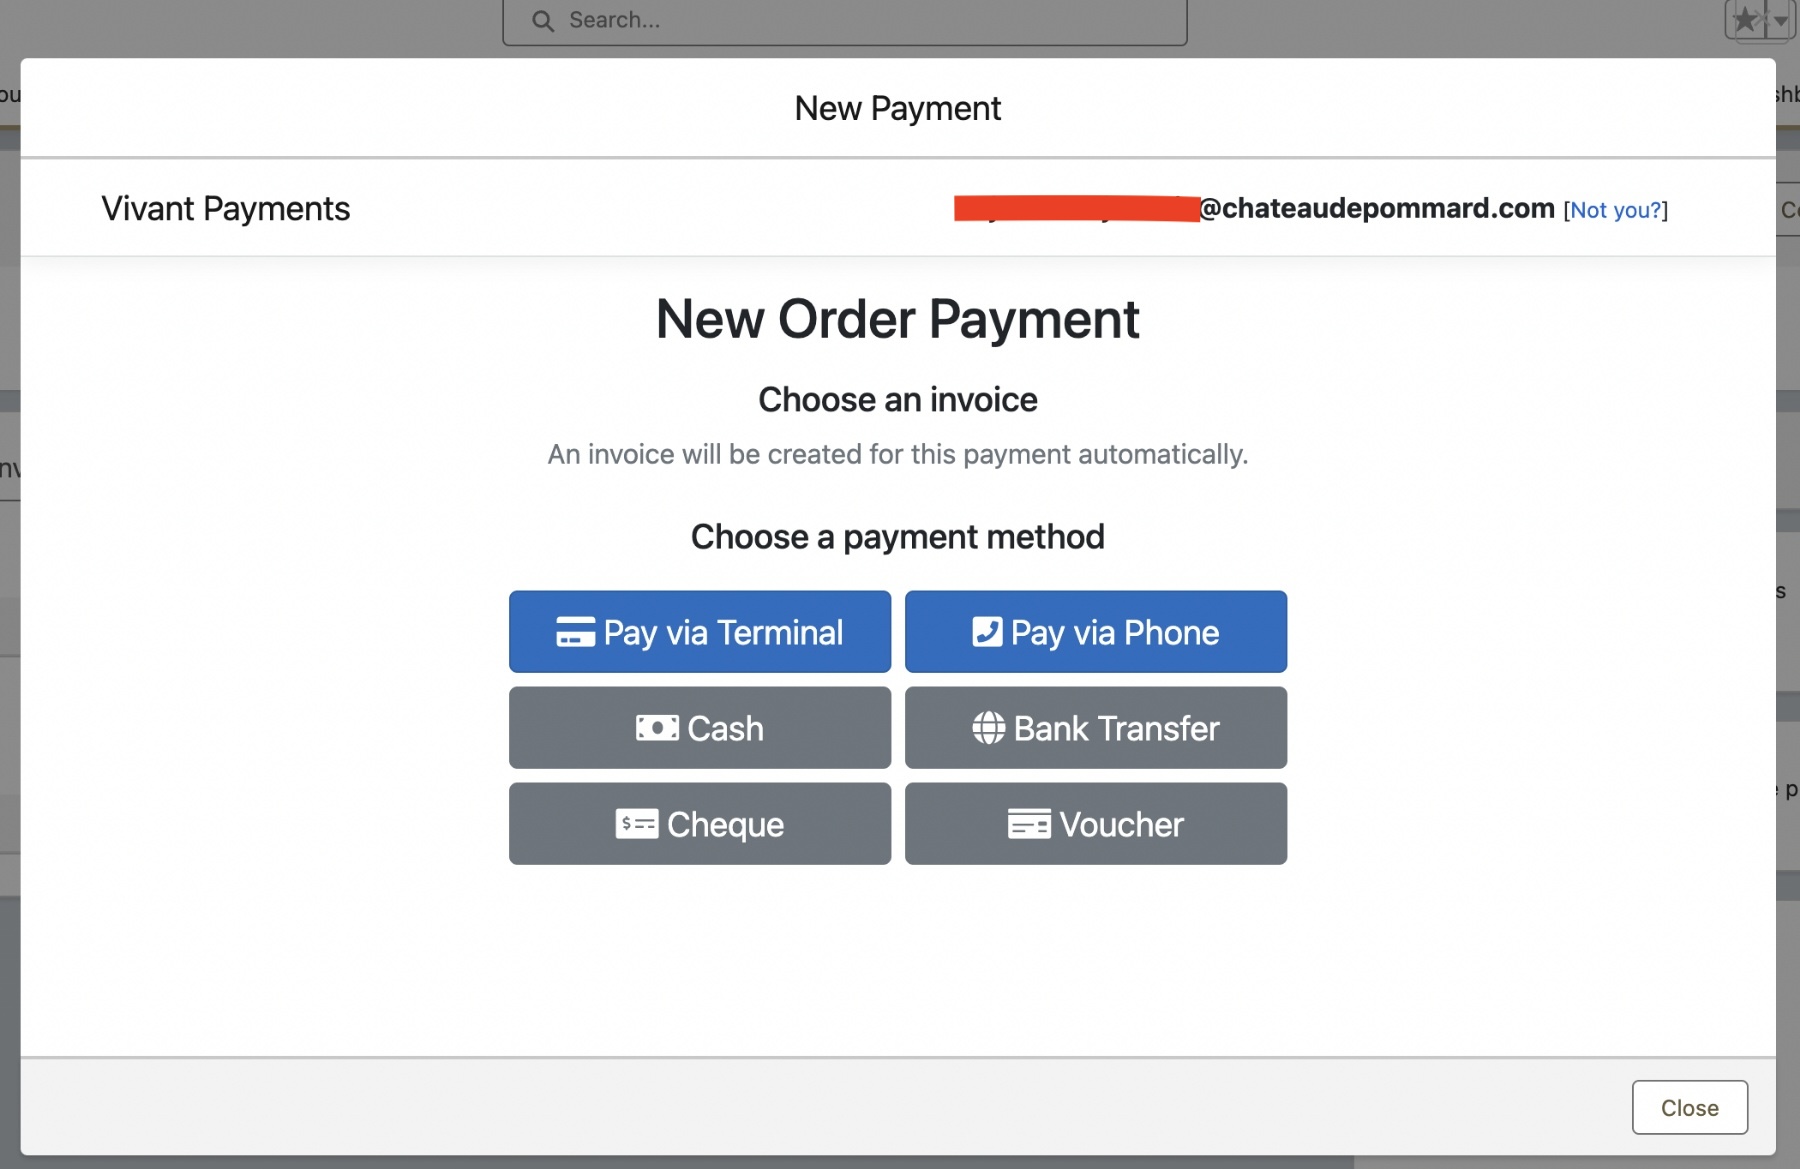 Search...
New Payment
Vivant Payments
@chateaudepommard.com [Not you?]
New Order Payment
Choose an invoice
An invoice will be created for this payment automatically.
Choose a payment method
Pay via Terminal
Pay via Phone
Cash
Bank Transfer
Cheque
Voucher
Close